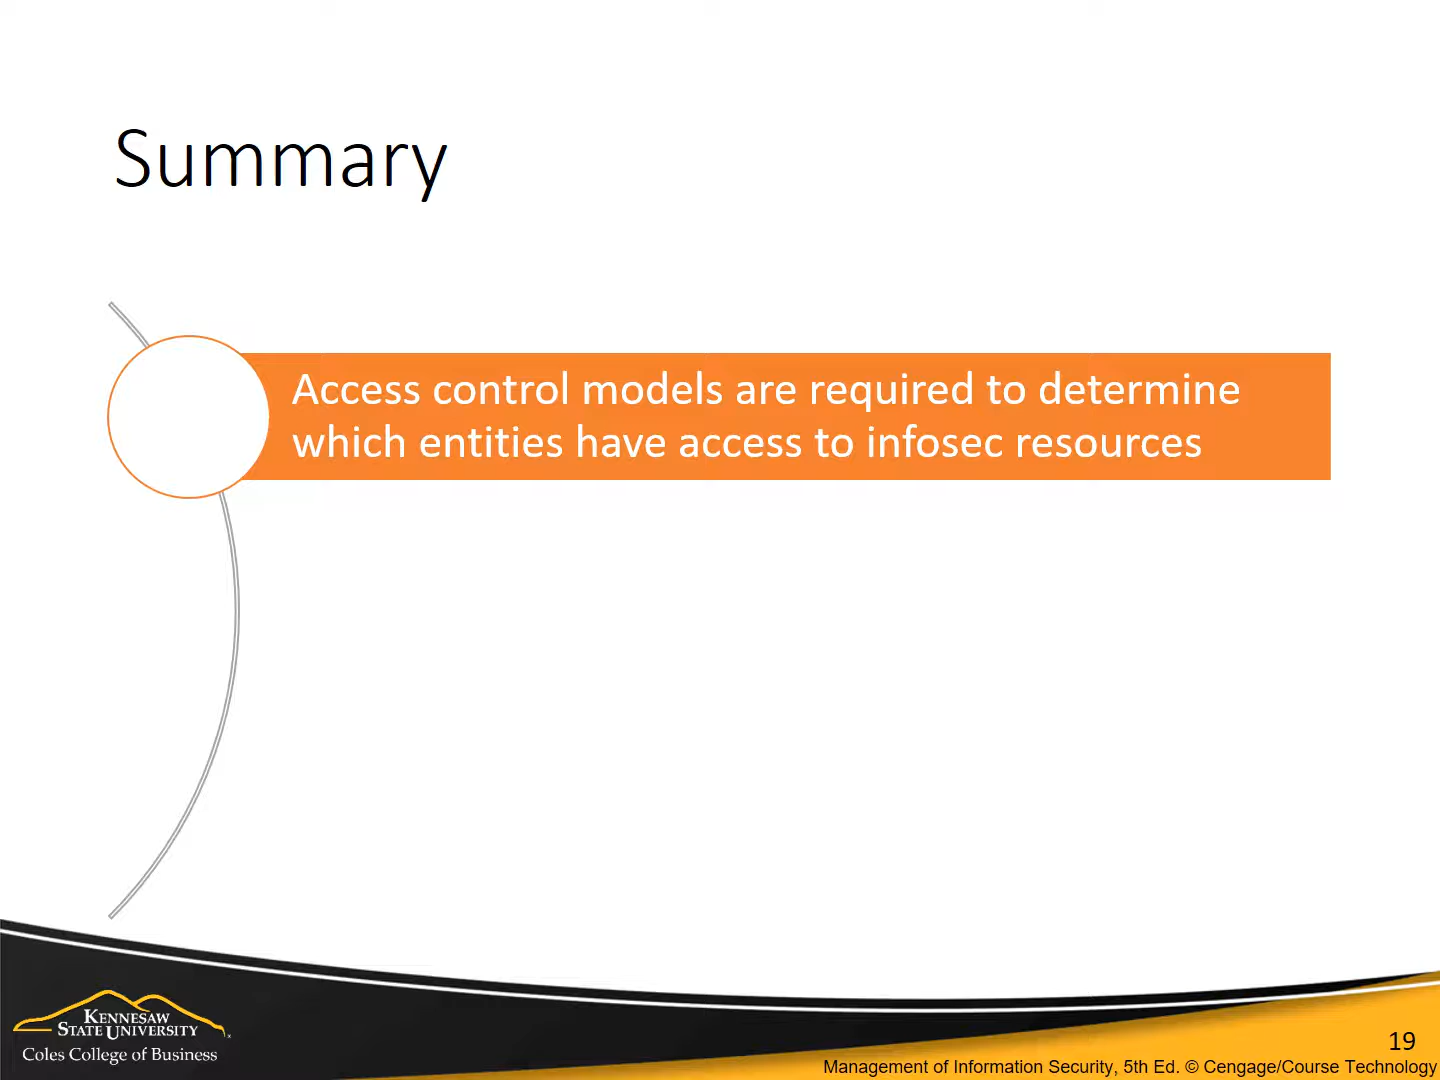 Summary
Access control models are required to determine
which entities have access to infosec resources
KENNESAW
STATE UNIVERSITY
Coles College of Business
19
Management of Information Security, 5th Ed. © Cengage/Course Technology